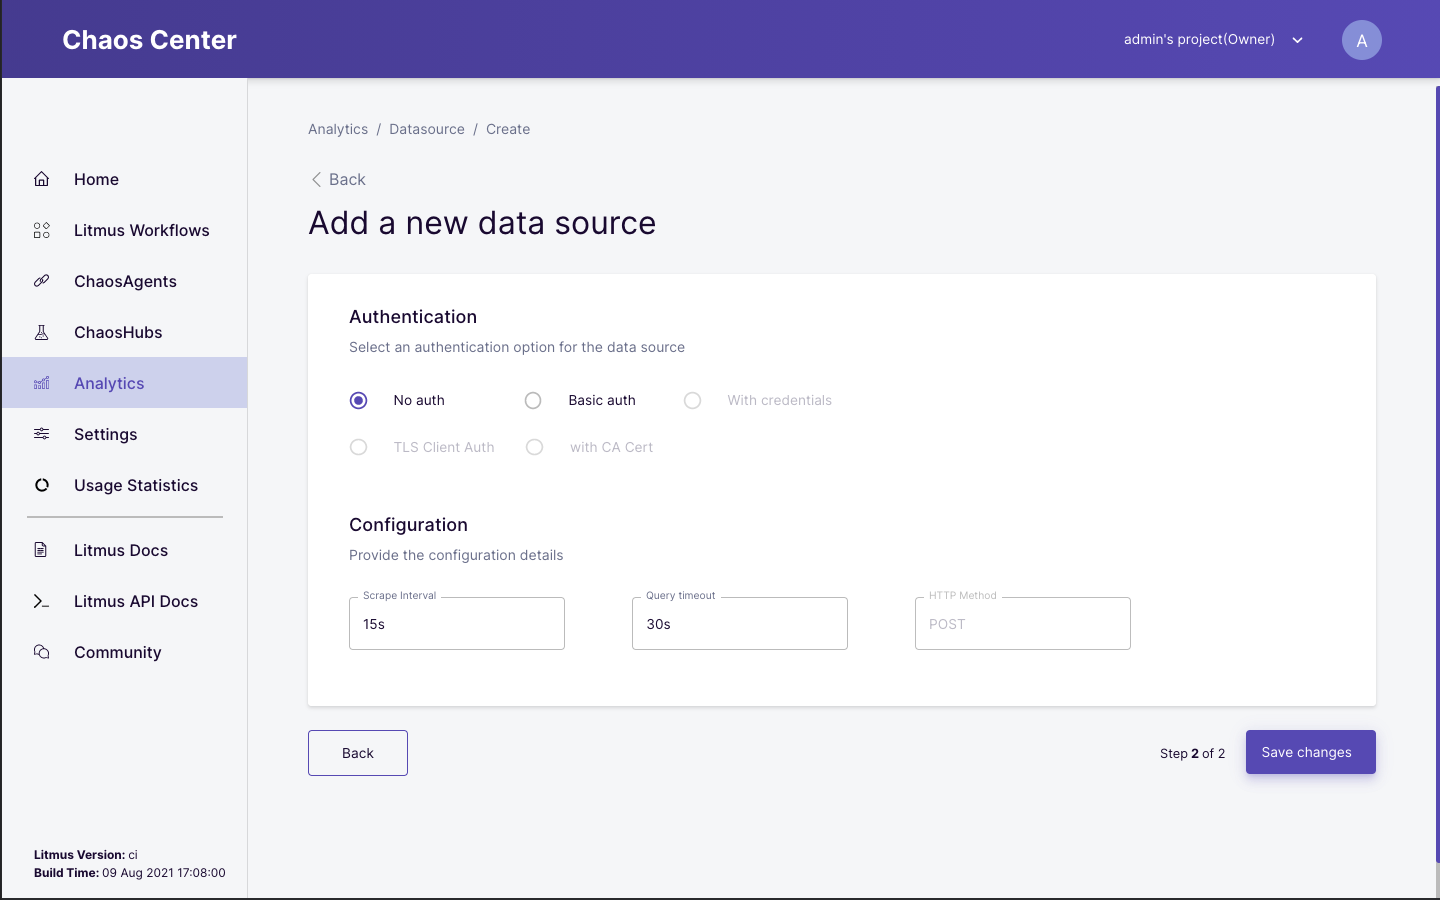 Chaos Center
admin's project(Owner)
A
Home
Litmus Workflows
ChaosAgents
ChaosHubs
Analytics
Settings
Usage Statistics
Litmus Docs
Litmus API Docs
Community
Litmus Version: ci
Build Time: 09 Aug 2021 17:08:00
Analytics / Datasource / Create
Back
Add a new data source
Authentication
Select an authentication option for the data source
No auth
Basic auth
With credentials
TLS Client Auth
with CA Cert
Configuration
Provide the configuration details
Scrape Interval
15s
Query timeout
30s
HTTP Method
POST
Back
Step 2 of 2
Save changes